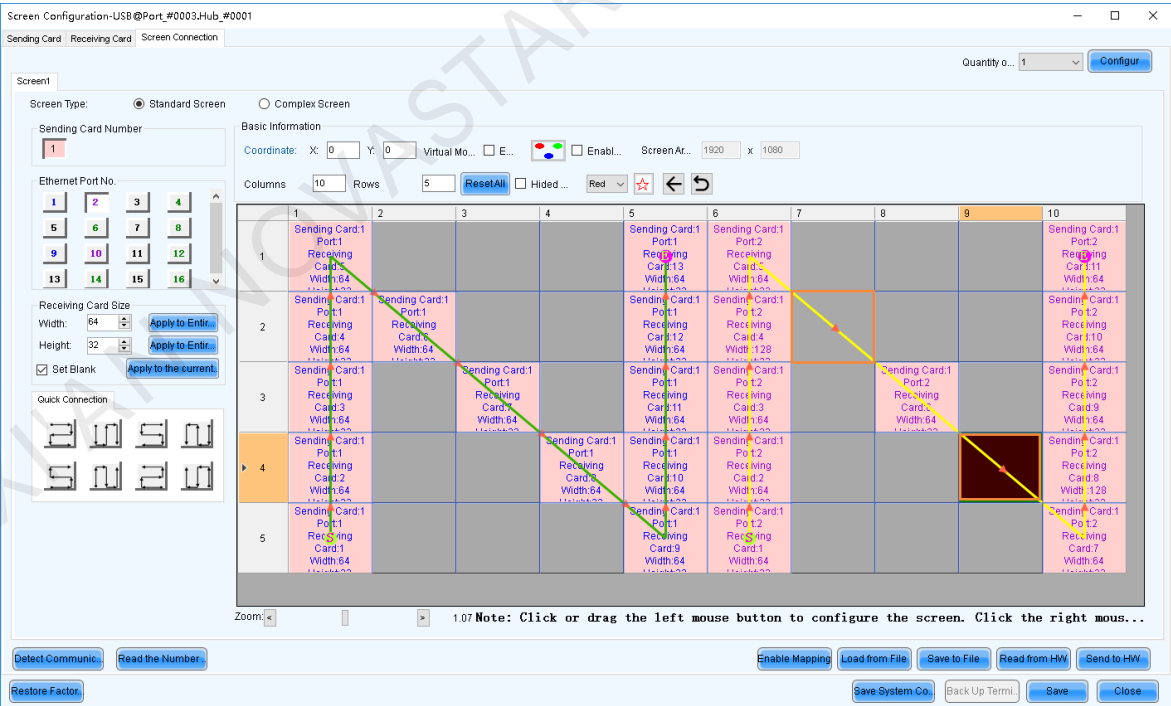 Screen Configuration-USB@Port_#0003.Hub_#0001
Sending Card Receiving Card Screen Connection
Quantity o... 1 Configur
Screen1
Screen Type: Standard Screen Complex Screen
Sending Card Number
1
Basic Information
Coordinate: X: 0 Y: 0 Virtual Mo... E... Enabl... Screen Ar... 1920 x 1080
Columns 10 Rows 5 ResetAll Hided ... Red
Ethernet Port No.
1 2 3 4
5 6 7 8
9 10 11 12
13 14 15 16
Receiving Card Size
Width: 64 Apply to Entir...
Height: 32 Apply to Entir...
Set Blank Apply to the current...
Quick Connection
1 2 3 4 5 6 7 8 9 10
1
Sending Card:1 Sending Card:1 Sending Card:1 Sending Card:1
Port:1 Port:1 Port:2 Port:2
Receiving Receiving Receiving Receiving
Card:5 Card:13 Card:5 Card:11
Width:64 Width:64 Width:64 Width:64
2
Sending Card:1 Sending Card:1 Sending Card:1 Sending Card:1 Sending Card:1
Port:1 Port:1 Port:1 Port:2 Port:2
Receiving Receiving Receiving Receiving Receiving
Card:4 Card:6 Card:12 Card:4 Card:10
Width:64 Width:64 Width:64 Width:128 Width:64
3
Sending Card:1 Sending Card:1 Sending Card:1 Sending Card:1 Sending Card:1 Sending Card:1
Port:1 Port:1 Port:1 Port:2 Port:2 Port:2
Receiving Receiving Receiving Receiving Receiving Receiving
Card:3 Card:7 Card:11 Card:3 Card:6 Card:9
Width:64 Width:64 Width:64 Width:64 Width:64 Width:64
4
Sending Card:1 Sending Card:1 Sending Card:1 Sending Card:1 Sending Card:1
Port:1 Port:1 Port:1 Port:2 Port:2
Receiving Receiving Receiving Receiving Receiving
Card:2 Card:8 Card:10 Card:2 Card:8
Width:64 Width:64 Width:64 Width:64 Width:128
5
Sending Card:1 Sending Card:1 Sending Card:1 Sending Card:1
Port:1 Port:1 Port:2 Port:2
Receiving Receiving Receiving Receiving
Card:1 Card:9 Card:1 Card:7
Width:64 Width:64 Width:64 Width:64
Zoom: 1.07 Note: Click or drag the left mouse button to configure the screen. Click the right mous...
Detect Communic... Read the Number... Enable Mapping Load from File Save to File Read from HW Send to HW
Restore Factor... Save System Co... Back Up Termi... Save Close